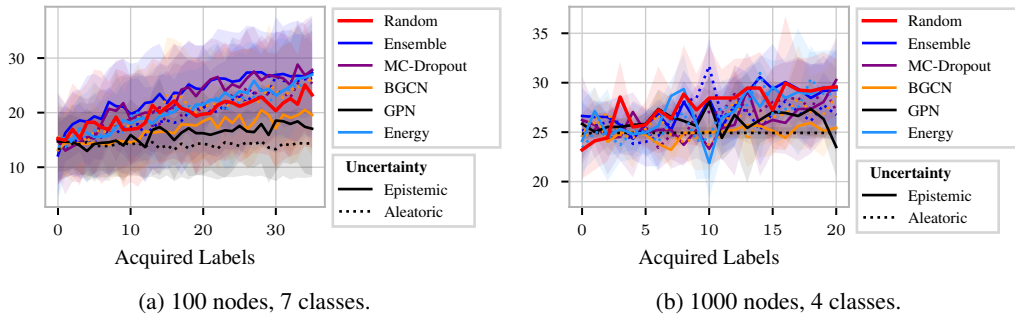 30
20
10
0
10
20
30
Acquired Labels
Random
Ensemble
MC-Dropout
BGCN
GPN
Energy
Uncertainty
Epistemic
Aleatoric
(a) 100 nodes, 7 classes.
35
30
25
20
0
5
10
15
20
Acquired Labels
Random
Ensemble
MC-Dropout
BGCN
GPN
Energy
Uncertainty
Epistemic
Aleatoric
(b) 1000 nodes, 4 classes.